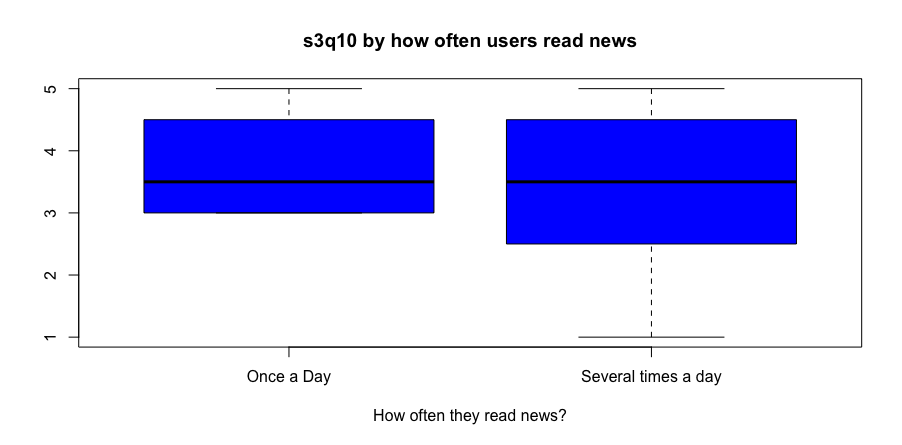 s3q10 by how often users read news
5
4
3
2
1
Once a Day
Several times a day
How often they read news?